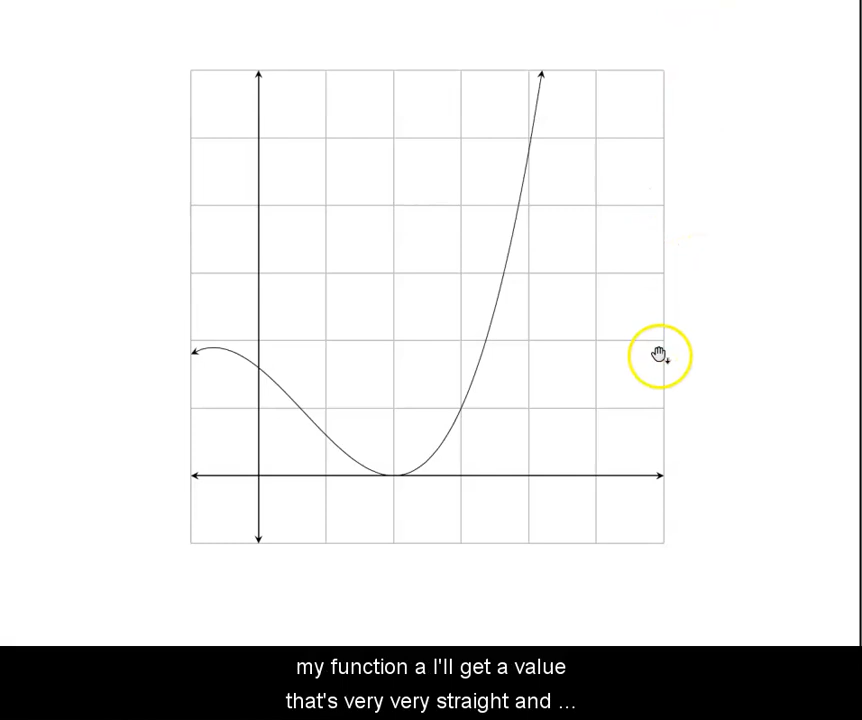 my function a I'll get a value
that's very very straight and ...